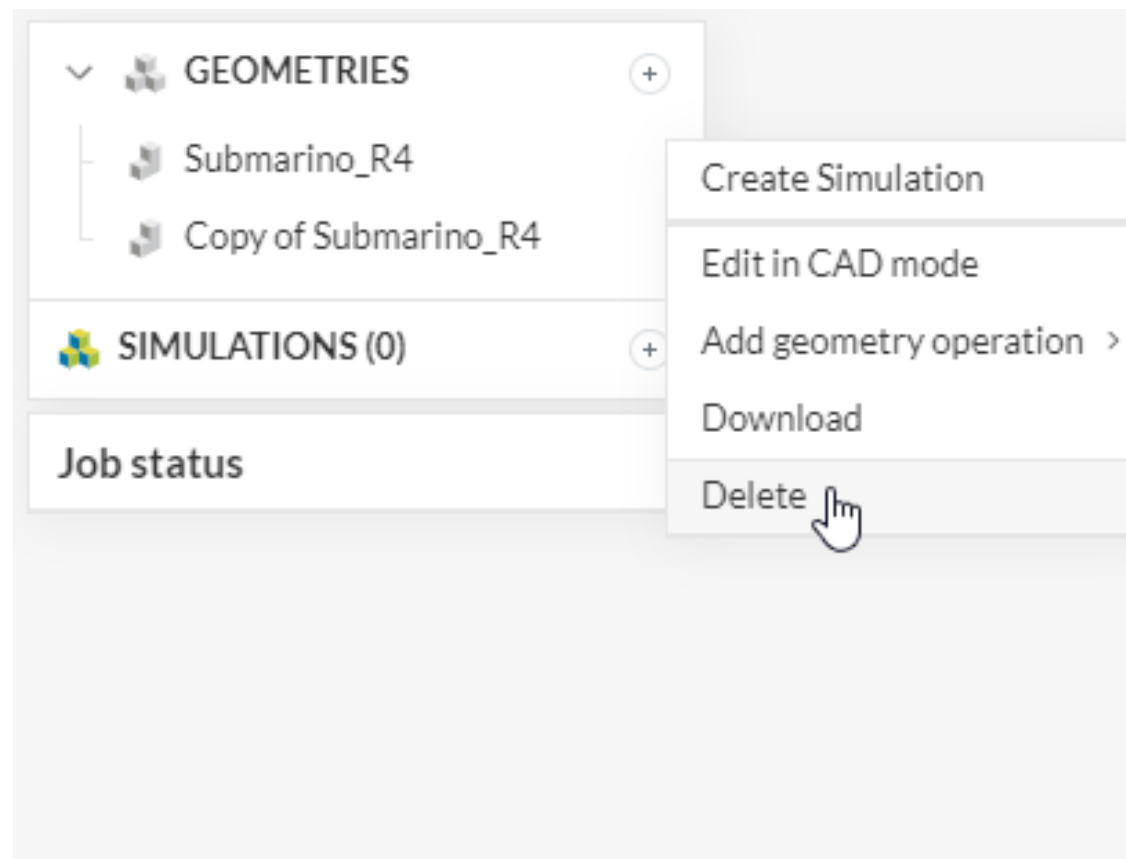 GEOMETRIES
Submarino_R4
Copy of Submarino_R4
SIMULATIONS (0)
Job status
Create Simulation
Edit in CAD mode
Add geometry operation
Download
Delete